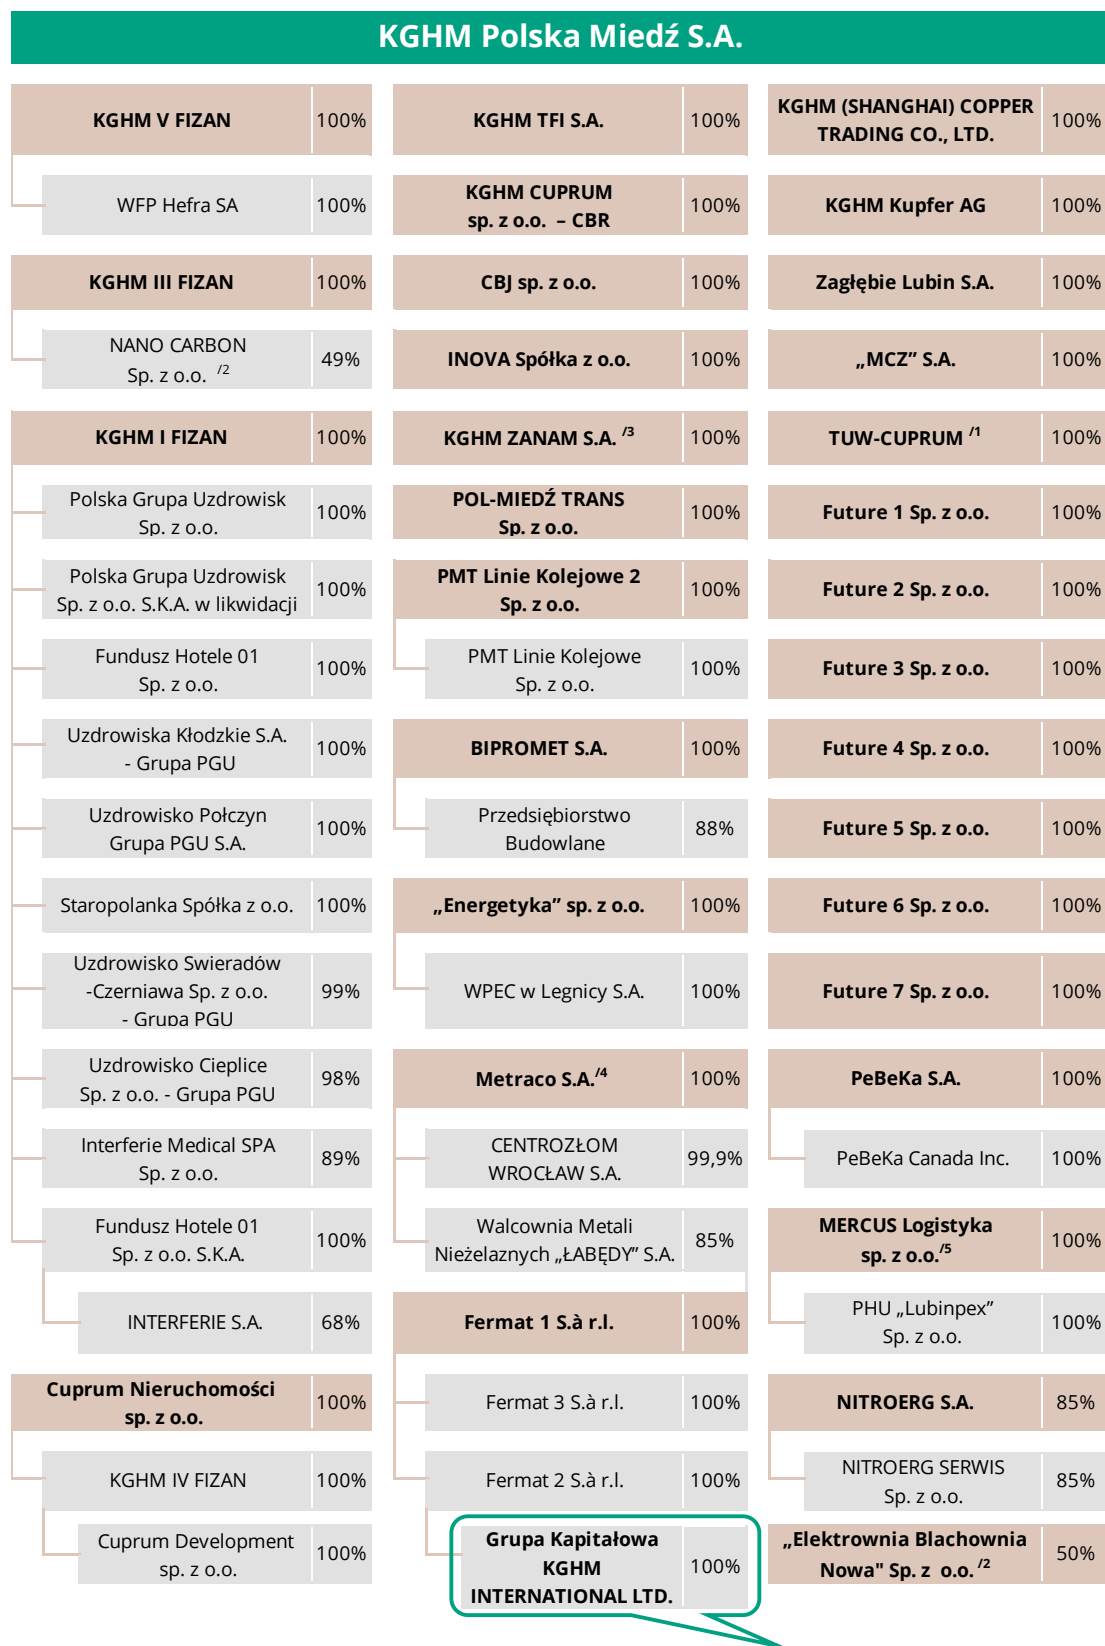 KGHM Polska Miedź S.A.
KGHM V FIZAN 100%
WFP Hefra SA 100%
KGHM III FIZAN 100%
NANO CARBON
Sp. z o.o. /2 49%
KGHM I FIZAN 100%
Polska Grupa Uzdrowisk
Sp. z o.o. 100%
Polska Grupa Uzdrowisk
Sp. z o.o. S.K.A. w likwidacji 100%
Fundusz Hotele 01
Sp. z o.o. 100%
Uzdrowiska Kłodzkie S.A.
- Grupa PGU 100%
Uzdrowisko Połczyn
Grupa PGU S.A. 100%
Staropolanka Spółka z o.o. 100%
Uzdrowisko Swieradów
-Czerniawa Sp. z o.o.
- Grupa PGU 99%
Uzdrowisko Cieplice
Sp. z o.o. - Grupa PGU 98%
Interferie Medical SPA
Sp. z o.o. 89%
Fundusz Hotele 01
Sp. z o.o. S.K.A. 100%
INTERFERIE S.A. 68%
Cuprum Nieruchomości
sp. z o.o. 100%
KGHM IV FIZAN 100%
Cuprum Development
sp. z o.o. 100%
KGHM TFI S.A. 100%
KGHM CUPRUM
sp. z o.o. – CBR 100%
CBJ sp. z o.o. 100%
INOVA Spółka z o.o. 100%
KGHM ZANAM S.A. /3 100%
POL-MIEDŹ TRANS
Sp. z o.o. 100%
PMT Linie Kolejowe 2
Sp. z o.o. 100%
PMT Linie Kolejowe
Sp. z o.o. 100%
BIPROMET S.A. 100%
Przedsiębiorstwo
Budowlane 88%
„Energetyka” sp. z o.o. 100%
WPEC w Legnicy S.A. 100%
Metraco S.A./4 100%
CENTROZŁOM
WROCŁAW S.A. 99,9%
Walcownia Metali
Nieżelaznych „ŁABĘDY” S.A. 85%
Fermat 1 S.à r.l. 100%
Fermat 3 S.à r.l. 100%
Fermat 2 S.à r.l. 100%
Grupa Kapitałowa
KGHM
INTERNATIONAL LTD. 100%
KGHM (SHANGHAI) COPPER
TRADING CO., LTD. 100%
KGHM Kupfer AG 100%
Zagłębie Lubin S.A. 100%
„MCZ” S.A. 100%
TUW-CUPRUM /1 100%
Future 1 Sp. z o.o. 100%
Future 2 Sp. z o.o. 100%
Future 3 Sp. z o.o. 100%
Future 4 Sp. z o.o. 100%
Future 5 Sp. z o.o. 100%
Future 6 Sp. z o.o. 100%
Future 7 Sp. z o.o. 100%
PeBeKa S.A. 100%
PeBeKa Canada Inc. 100%
MERCUS Logistyka
sp. z o.o./5 100%
PHU „Lubinpex”
Sp. z o.o. 100%
NITROERG S.A. 85%
NITROERG SERWIS
Sp. z o.o. 85%
„Elektrownia Blachownia
Nowa" Sp. z o.o. /2 50%